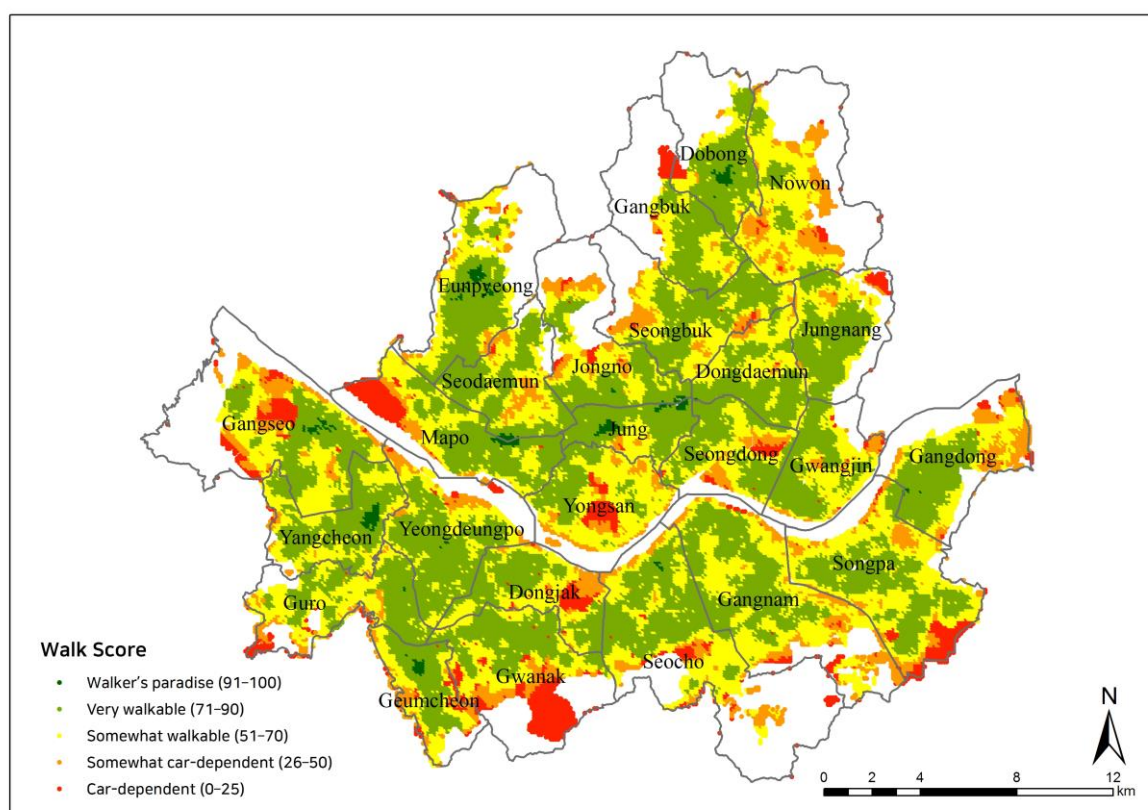 Dobong
Nowon
Gangbuk
Eunpyeong
Seongbuk
Jungnang
Jongno
Dongdaemun
Seodaemun
Gangseo
Mapo
Jung
Seongdong
Gwangjin
Gangdong
Yongsan
Yangcheon
Yeongdeungpo
Songpa
Dongjak
Guro
Gangnam
Seocho
Gwanak
Geumcheon
Walk Score
Walker's paradise (91–100)
Very walkable (71–90)
Somewhat walkable (51–70)
Somewhat car-dependent (26–50)
Car-dependent (0–25)
N
0 2 4 8 12
km